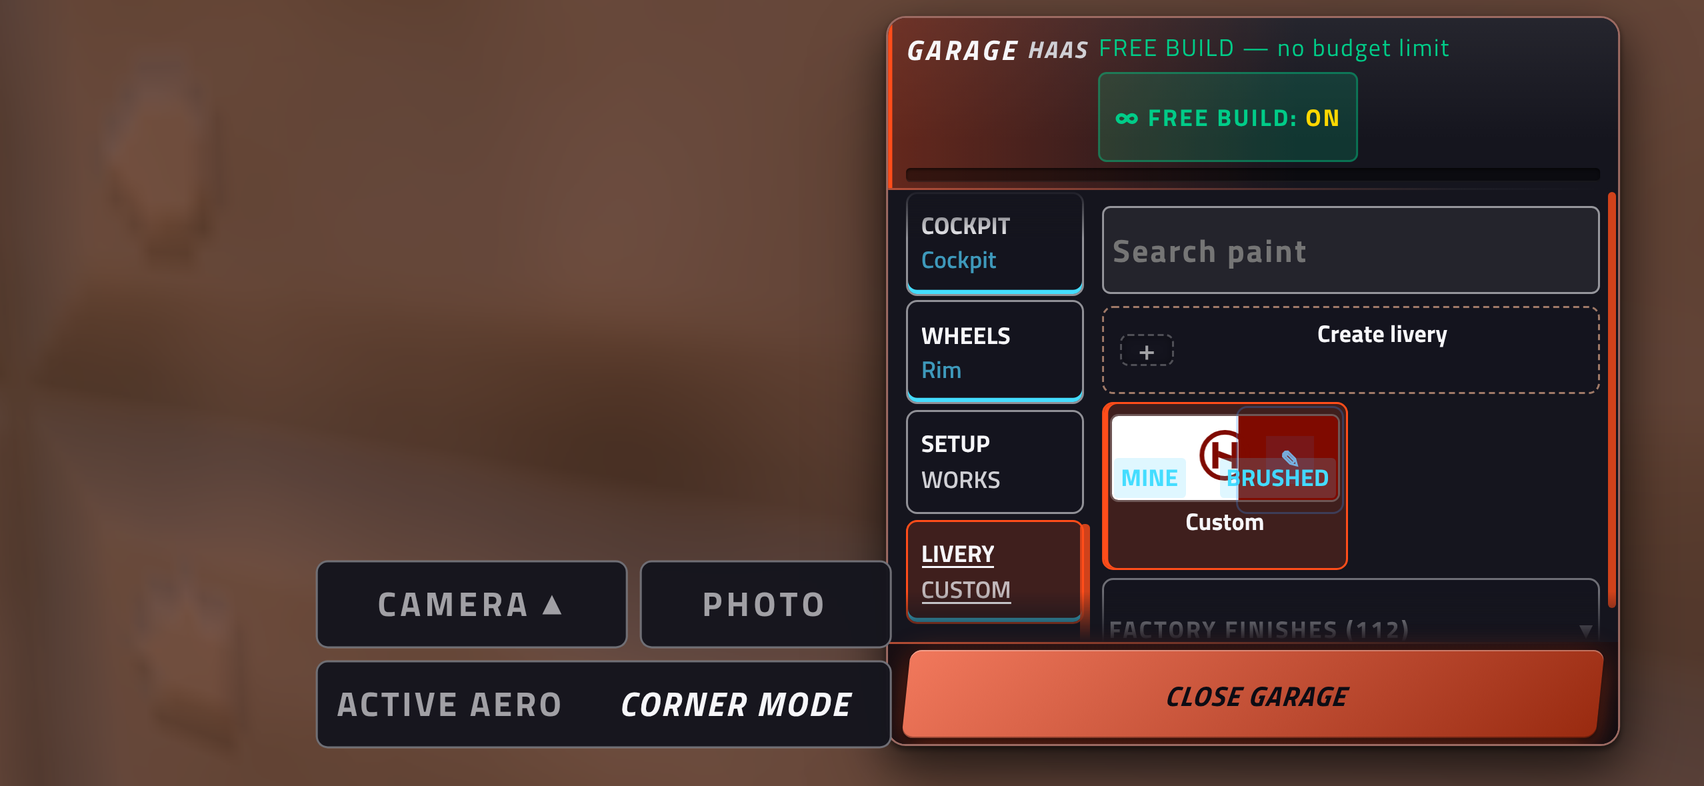 GARAGE HAAS FREE BUILD — no budget limit
∞ FREE BUILD: ON
COCKPIT
Cockpit
WHEELS
Rim
SETUP
WORKS
LIVERY
CUSTOM
Search paint
+ Create livery
H
MINE BRUSHED
Custom
FACTORY FINISHES (112) ▼
CLOSE GARAGE
CAMERA ▲ PHOTO
ACTIVE AERO CORNER MODE